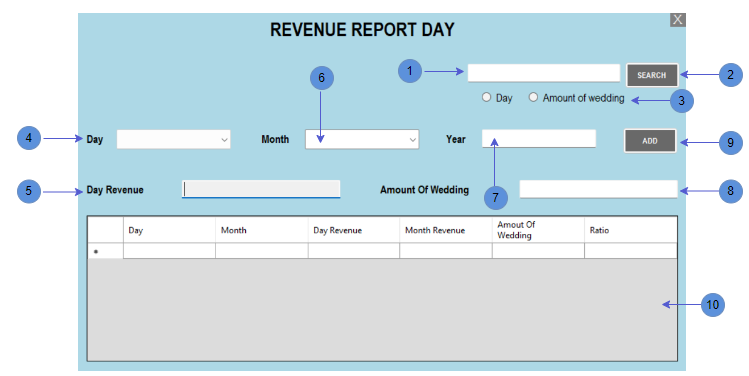 X
REVENUE REPORT DAY
1
SEARCH
2
6
Day
Amount of wedding
3
4
Day
Month
Year
ADD
9
5
Day Revenue
7
Amount Of Wedding
8
Day
Month
Day Revenue
Month Revenue
Amout Of
Wedding
Ratio
*
10